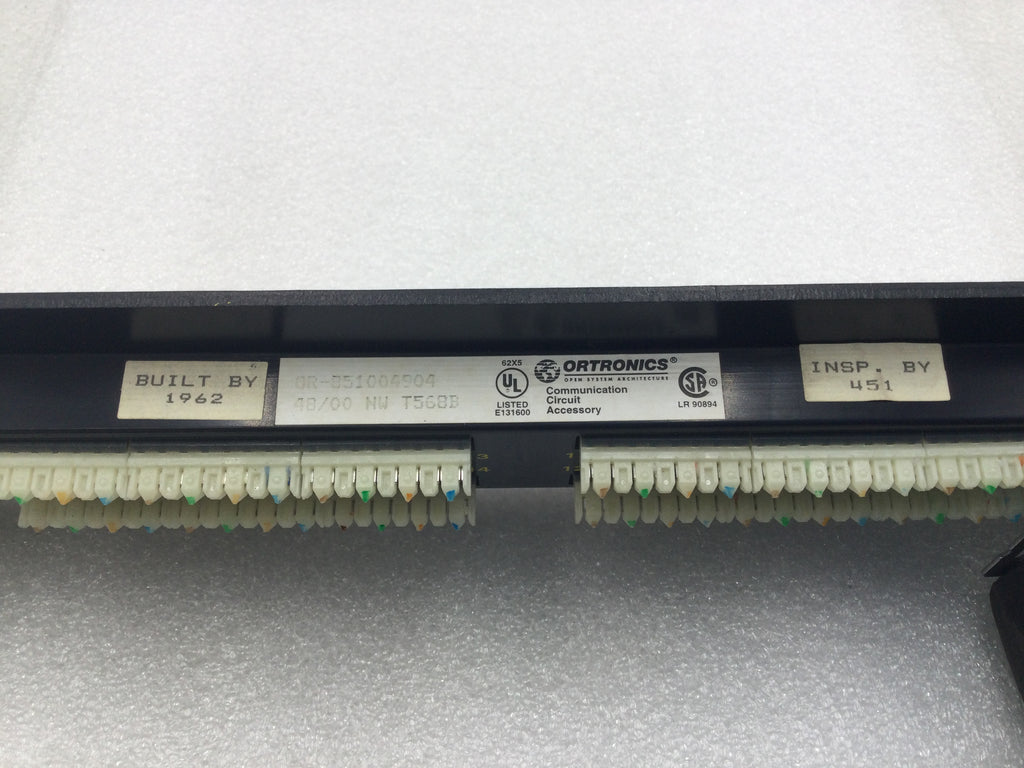 BUILT BY
1962
OR-851004904
48/00 NW T568B
62X5
UL
LISTED
E131600
ORTRONICS®
OPEN SYSTEM ARCHITECTURE
Communication
Circuit
Accessory
SA ®
LR 90894
INSP. BY
451